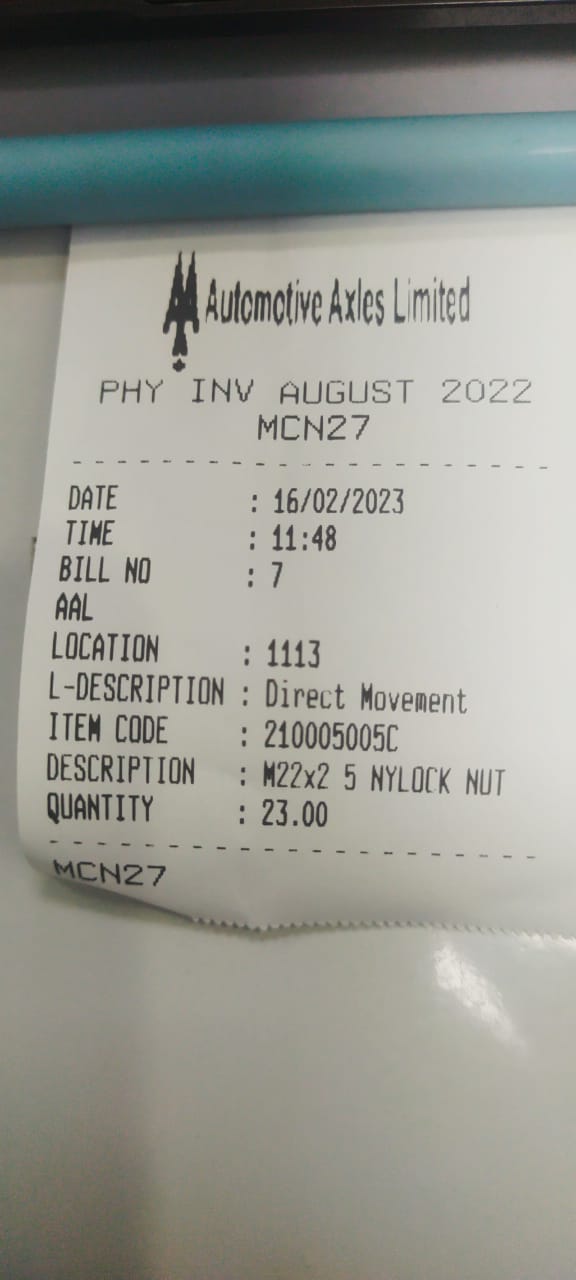 Automotive Axles Limited
PHY INV AUGUST 2022
MCN27
DATE : 16/02/2023
TIME : 11:48
BILL NO : 7
AAL
LOCATION : 1113
L-DESCRIPTION : Direct Movement
ITEM CODE : 210005005C
DESCRIPTION : M22x2 5 NYLOCK NUT
QUANTITY : 23.00
MCN27